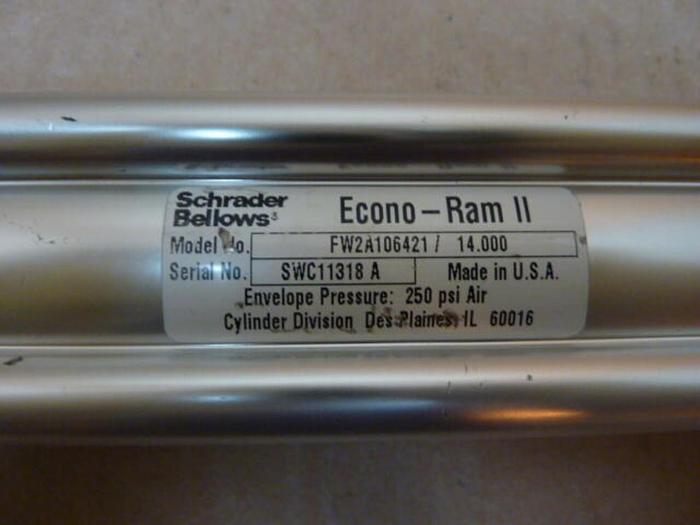 Schrader Bellows Econo-Ram II
Model No. FW2A106421 / 14.000
Serial No. SWC11318 A Made in U.S.A.
Envelope Pressure: 250 psi Air
Cylinder Division Des Plaines, IL 60016